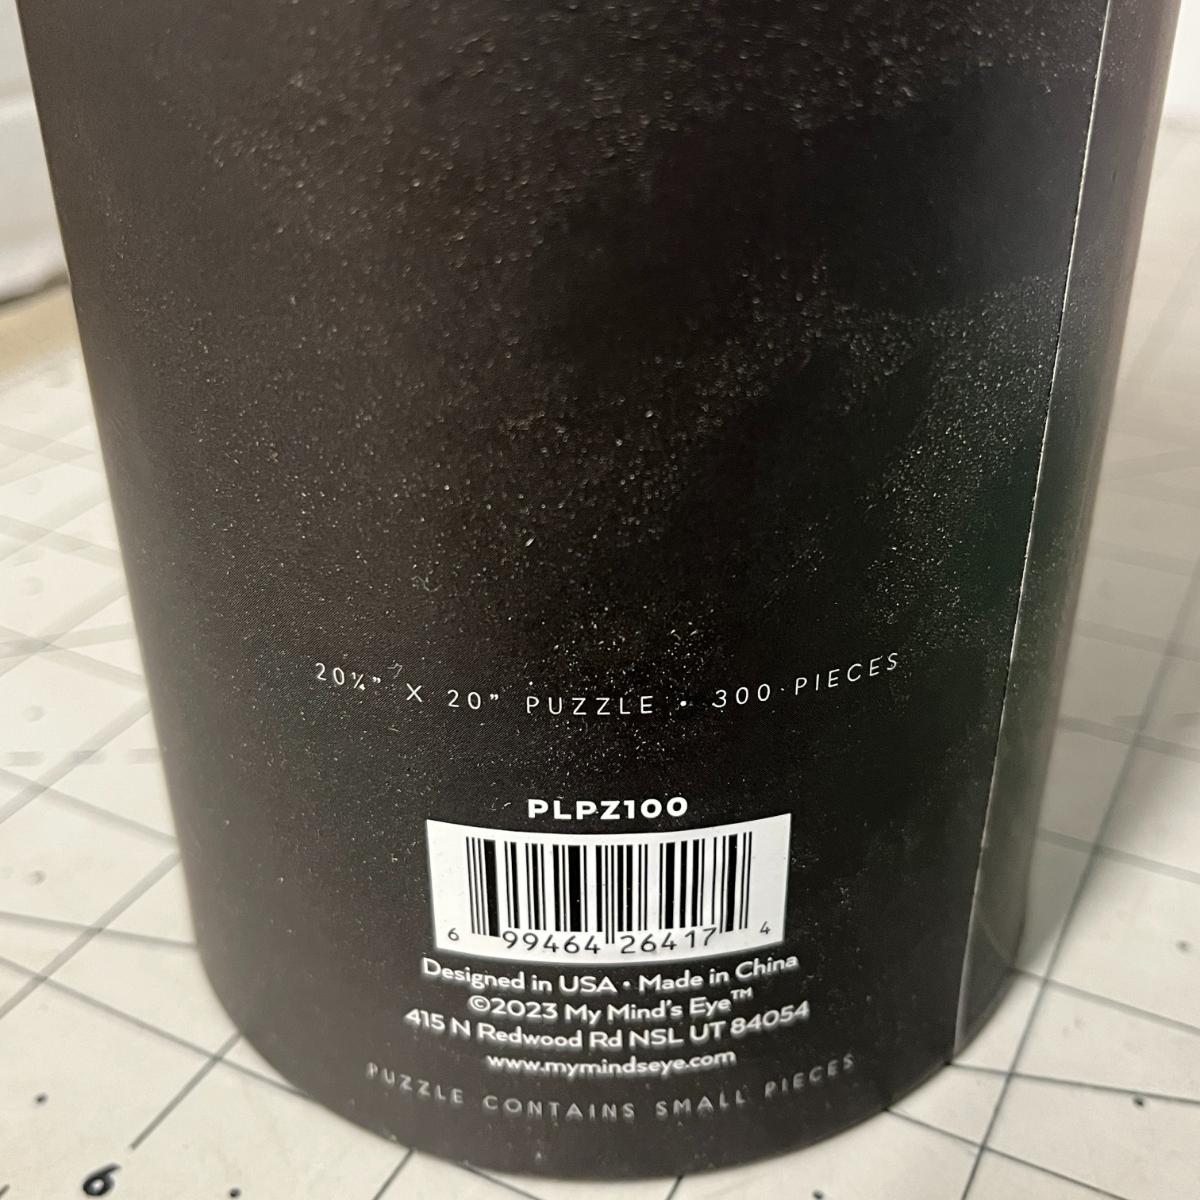 20¼" X 20" PUZZLE • 300 PIECES
PLPZ100
6 99464 26417 4
Designed in USA • Made in China
©2023 My Mind's Eye™
415 N Redwood Rd NSL UT 84054
www.mymindseye.com
PUZZLE CONTAINS SMALL PIECES
6